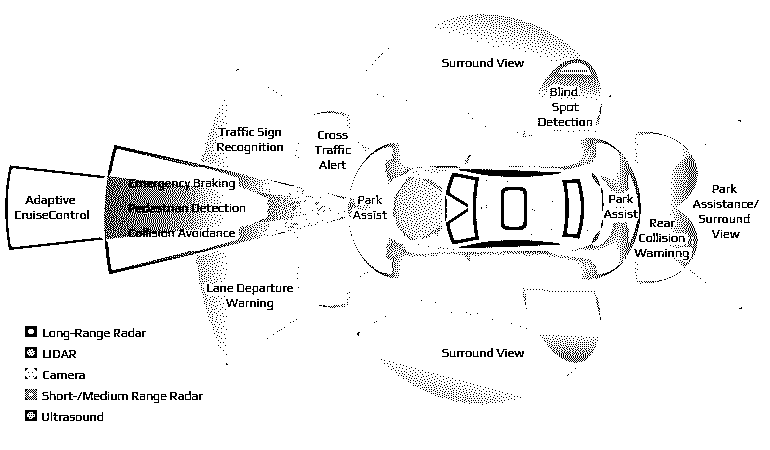 Surround View
Blind
Spot
Detection
Traffic Sign
Recognition
Cross
Traffic
Alert
Adaptive
CruiseControl
Emergency Braking
Pedestrian Detection
Collision Avoidance
Park
Assist
Park
Assist
Rear
Collision
Warninng
Park
Assistance/
Surround
View
Lane Departure
Warning
Surround View
Long-Range Radar
LIDAR
Camera
Short-/Medium Range Radar
Ultrasound